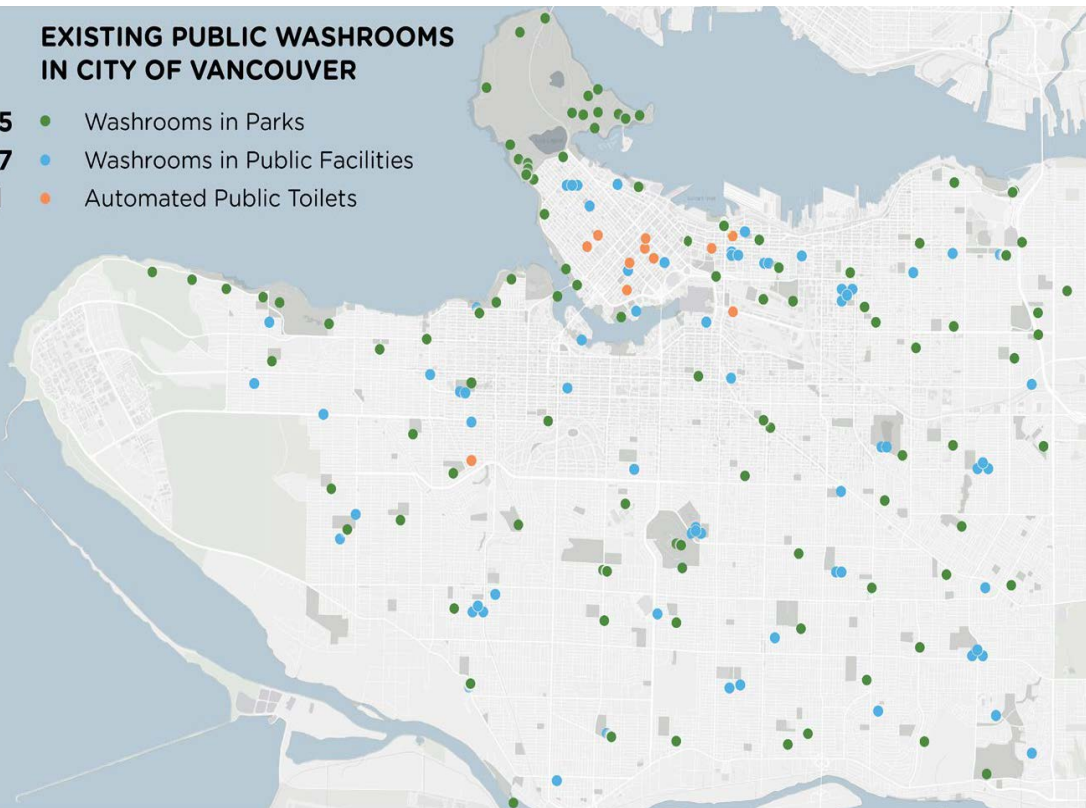 EXISTING PUBLIC WASHROOMS
IN CITY OF VANCOUVER
5 Washrooms in Parks
7 Washrooms in Public Facilities
Automated Public Toilets